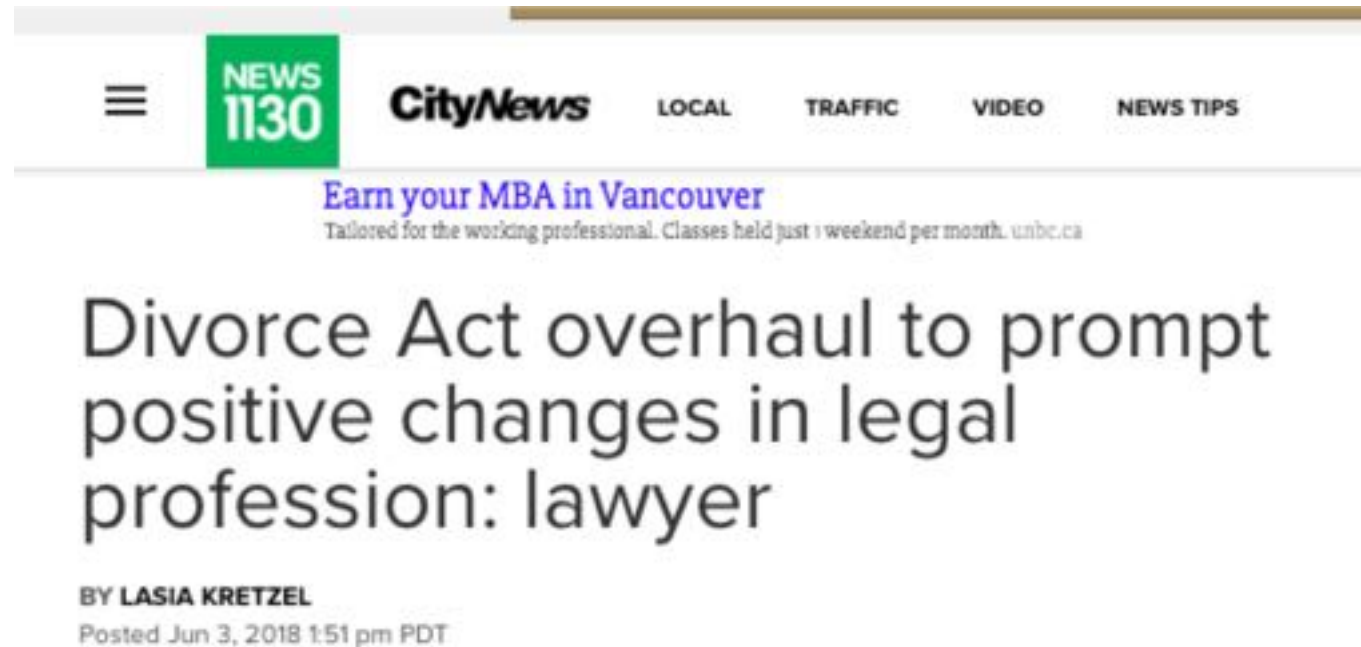 NEWS
1130
CityNews
LOCAL
TRAFFIC
VIDEO
NEWS TIPS
Earn your MBA in Vancouver
Tailored for the working professional. Classes held just 1 weekend per month. unbc.ca
Divorce Act overhaul to prompt
positive changes in legal
profession: lawyer
BY LASIA KRETZEL
Posted Jun 3, 2018 1:51 pm PDT